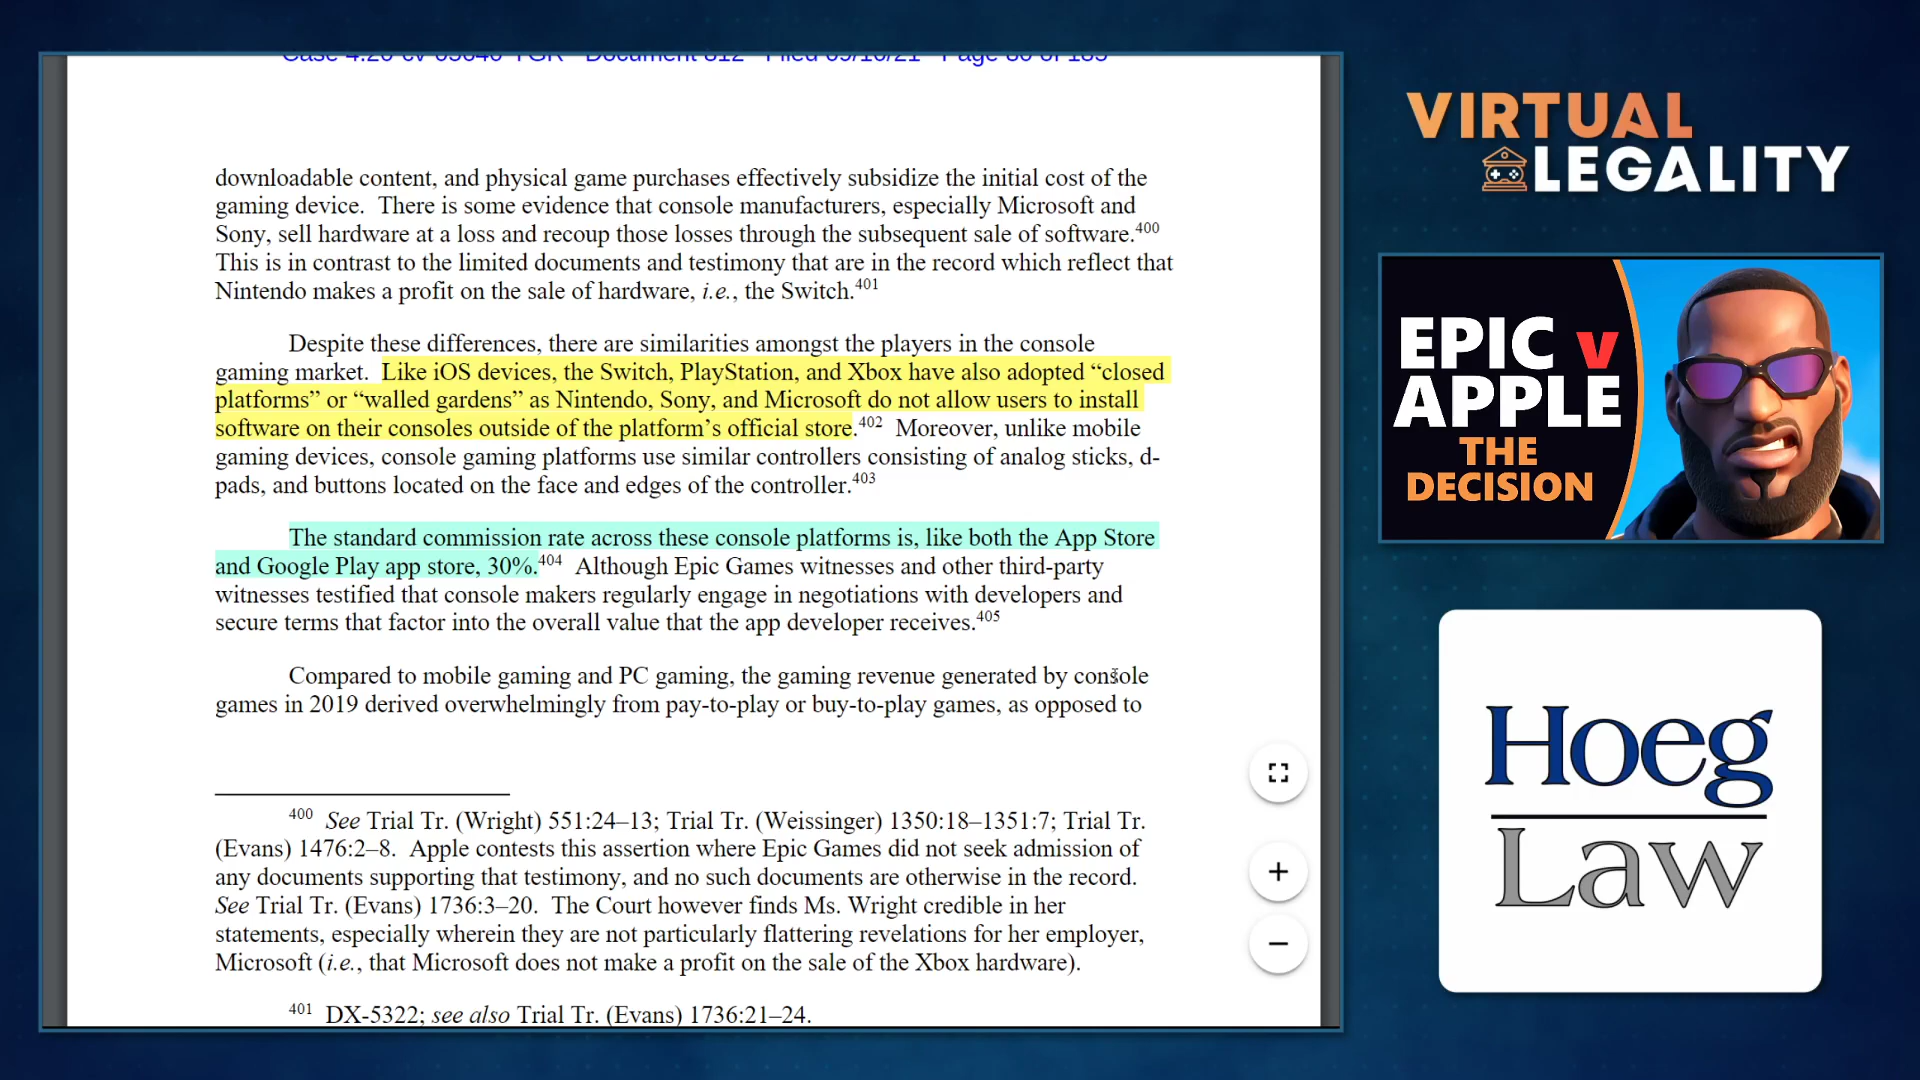 Case 4:20-cv-05640-YGR Document 812 Filed 09/10/21 Page 86 of 185
downloadable content, and physical game purchases effectively subsidize the initial cost of the
gaming device. There is some evidence that console manufacturers, especially Microsoft and
Sony, sell hardware at a loss and recoup those losses through the subsequent sale of software.400
This is in contrast to the limited documents and testimony that are in the record which reflect that
Nintendo makes a profit on the sale of hardware, i.e., the Switch.401
Despite these differences, there are similarities amongst the players in the console
gaming market. Like iOS devices, the Switch, PlayStation, and Xbox have also adopted “closed
platforms” or “walled gardens” as Nintendo, Sony, and Microsoft do not allow users to install
software on their consoles outside of the platform’s official store.402 Moreover, unlike mobile
gaming devices, console gaming platforms use similar controllers consisting of analog sticks, d-
pads, and buttons located on the face and edges of the controller.403
The standard commission rate across these console platforms is, like both the App Store
and Google Play app store, 30%.404 Although Epic Games witnesses and other third-party
witnesses testified that console makers regularly engage in negotiations with developers and
secure terms that factor into the overall value that the app developer receives.405
Compared to mobile gaming and PC gaming, the gaming revenue generated by console
games in 2019 derived overwhelmingly from pay-to-play or buy-to-play games, as opposed to
400 See Trial Tr. (Wright) 551:24–13; Trial Tr. (Weissinger) 1350:18–1351:7; Trial Tr.
(Evans) 1476:2–8. Apple contests this assertion where Epic Games did not seek admission of
any documents supporting that testimony, and no such documents are otherwise in the record.
See Trial Tr. (Evans) 1736:3–20. The Court however finds Ms. Wright credible in her
statements, especially wherein they are not particularly flattering revelations for her employer,
Microsoft (i.e., that Microsoft does not make a profit on the sale of the Xbox hardware).
401 DX-5322; see also Trial Tr. (Evans) 1736:21–24.
VIRTUAL
LEGALITY
EPIC v
APPLE
THE
DECISION
Hoeg
Law